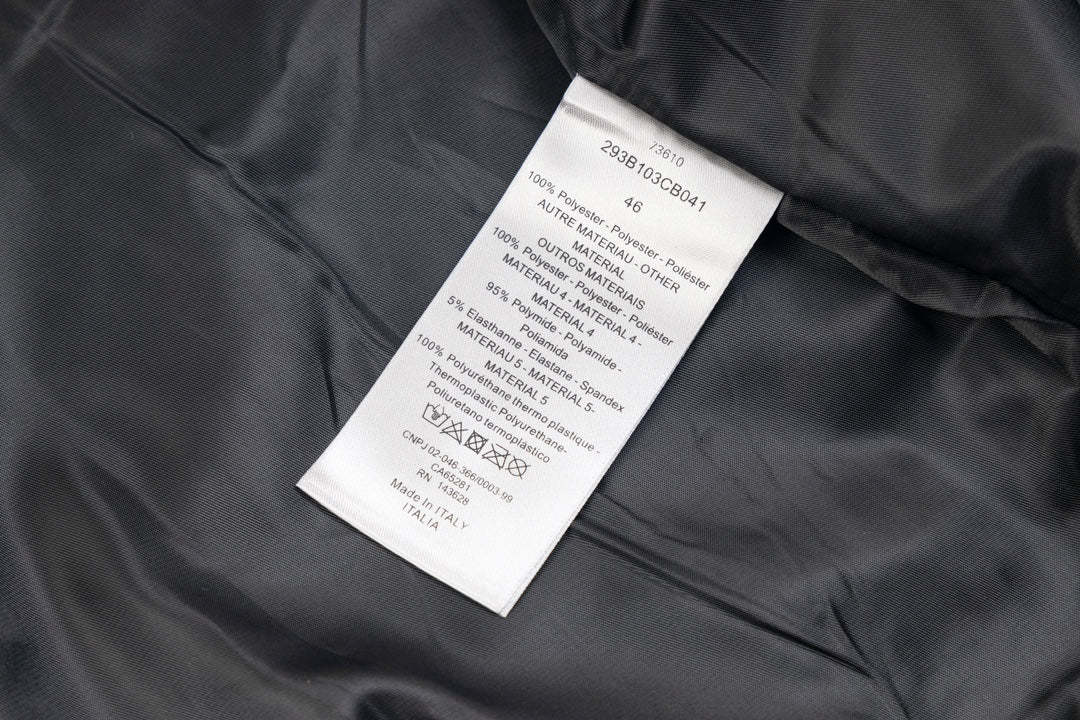 73610
293B103CB041
46
100% Polyester - Polyester - Poliéster
AUTRE MATERIAU - OTHER
MATERIAL
OUTROS MATERIAIS
100% Polyester - Polyester - Poliéster
MATERIAU 4 - MATERIAL 4 -
MATERIAL 4
95% Polymide - Polyamide -
Poliamida
5% Elasthanne - Elastane - Spandex
MATERIAU 5 - MATERIAL 5-
MATERIAL 5
100% Polyuréthane thermo plastique -
Thermoplastic Polyurethane-
Poliuretano termoplástico
CNPJ 02-046-366/0003-99
CA65281
RN 143628
Made In ITALY
ITALIA